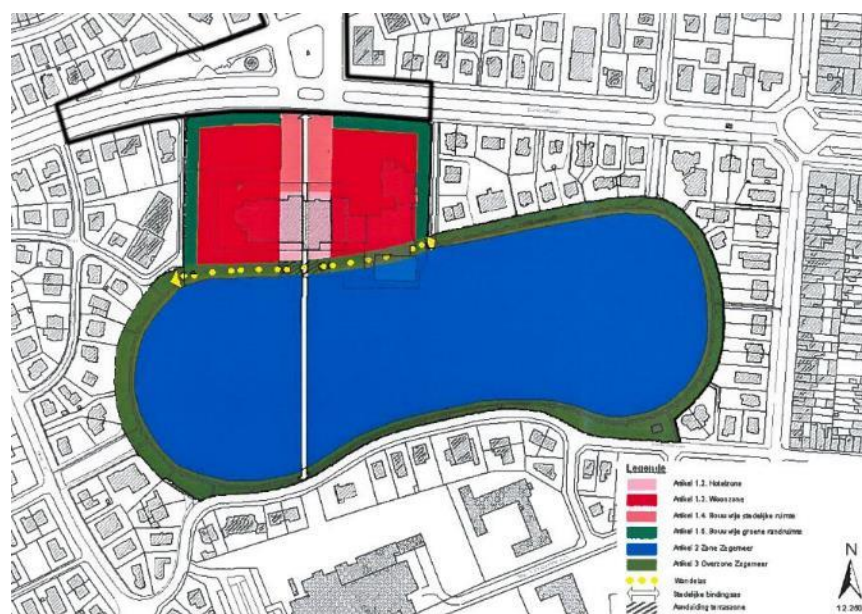 Legende
Artikel 1.2. Hotelzone
Artikel 1.3. Woonzone
Artikel 1.4. Bouwvrije stedelijke ruimte
Artikel 1.5. Bouwvrije groene randruimte
Artikel 2 Zone Zegemeer
Artikel 3 Oeverzone Zegemeer
Wandelas
Stedelijke bindingsas
Aanduiding terraszone
N